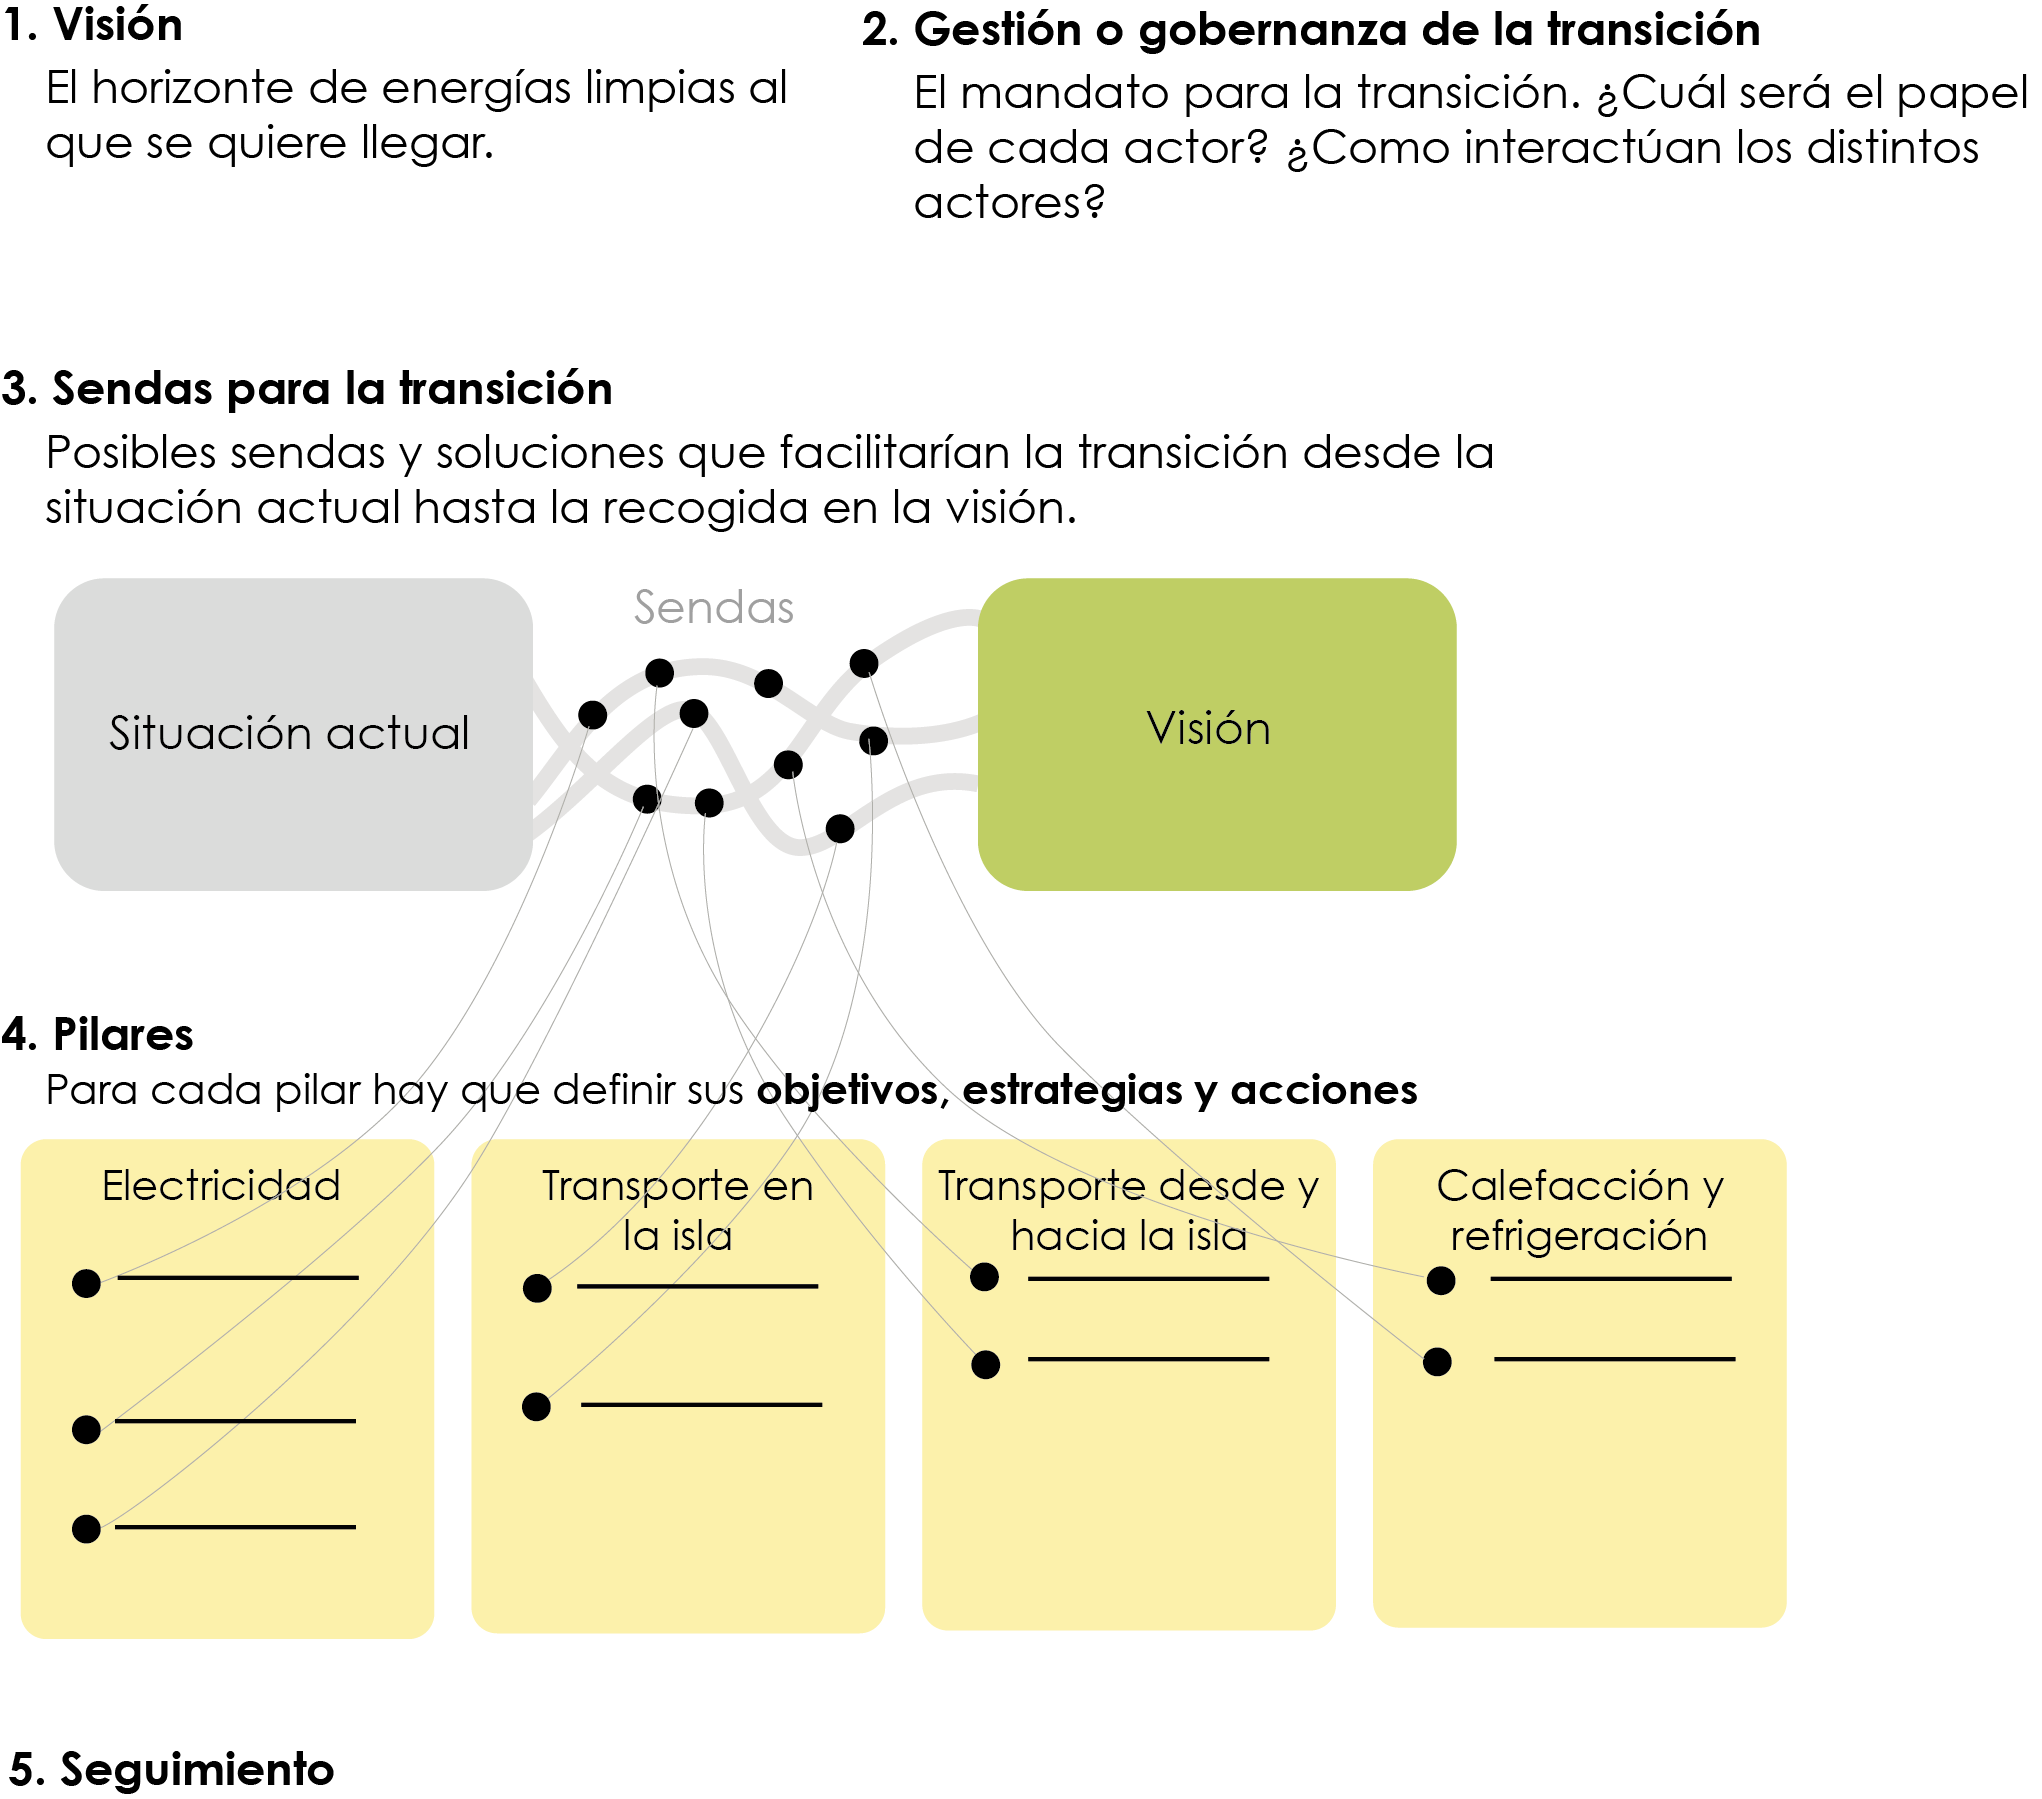 1. Visión
El horizonte de energías limpias al
que se quiere llegar.
2. Gestión o gobernanza de la transición
El mandato para la transición. ¿Cuál será el papel
de cada actor? ¿Como interactúan los distintos
actores?
3. Sendas para la transición
Posibles sendas y soluciones que facilitarían la transición desde la
situación actual hasta la recogida en la visión.
Sendas
Situación actual
Visión
4. Pilares
Para cada pilar hay que definir sus objetivos, estrategias y acciones
Electricidad
Transporte en
la isla
Transporte desde y
hacia la isla
Calefacción y
refrigeración
5. Seguimiento